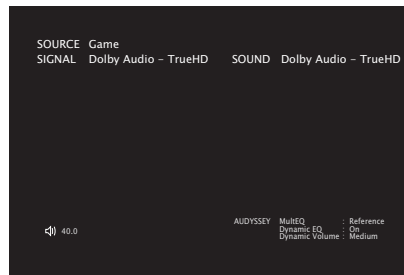 SOURCE Game
SIGNAL Dolby Audio – TrueHD SOUND Dolby Audio – TrueHD
AUDYSSEY MultEQ : Reference
Dynamic EQ : On
Dynamic Volume : Medium
40.0